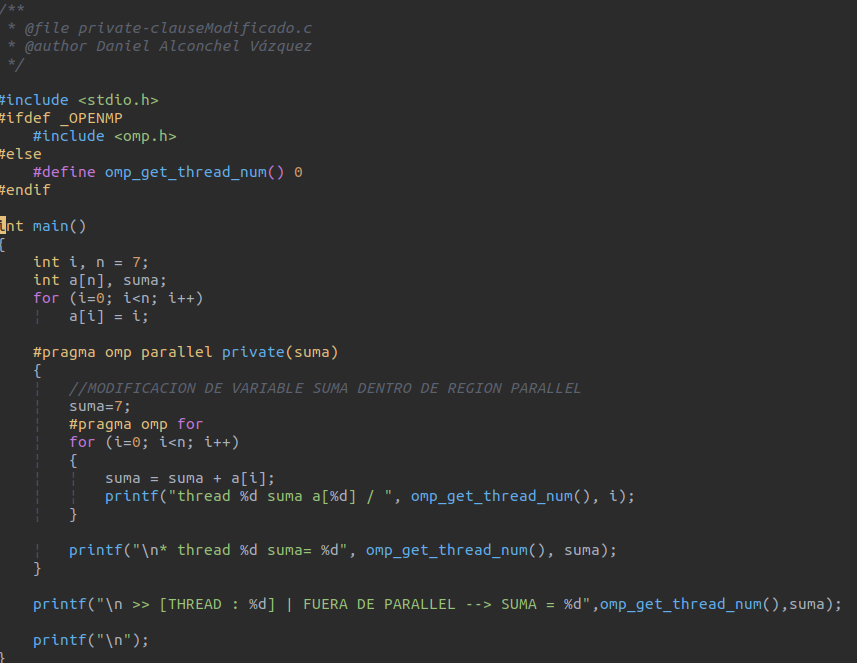 /**
 * @file private-clauseModificado.c
 * @author Daniel Alconchel Vázquez
 */

#include <stdio.h>
#ifdef _OPENMP
    #include <omp.h>
#else
    #define omp_get_thread_num() 0
#endif

int main()
{
    int i, n = 7;
    int a[n], suma;
    for (i=0; i<n; i++)
        a[i] = i;

    #pragma omp parallel private(suma)
    {
        //MODIFICACION DE VARIABLE SUMA DENTRO DE REGION PARALLEL
        suma=7;
        #pragma omp for
        for (i=0; i<n; i++)
        {
            suma = suma + a[i];
            printf("thread %d suma a[%d] / ", omp_get_thread_num(), i);
        }

        printf("\n* thread %d suma= %d", omp_get_thread_num(), suma);
    }

    printf("\n >> [THREAD : %d] | FUERA DE PARALLEL --> SUMA = %d",omp_get_thread_num(),suma);

    printf("\n");
}